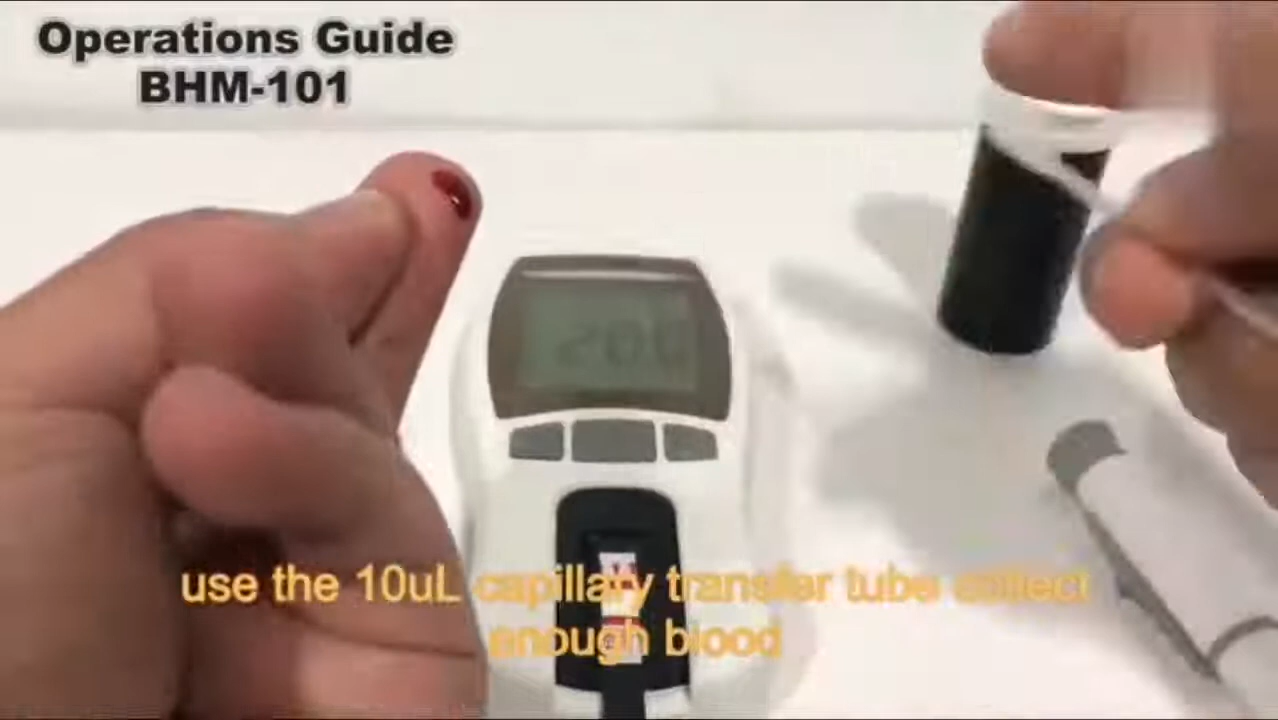 Operations Guide
BHM-101
use the 10uL capillary transfer tube collect
enough blood